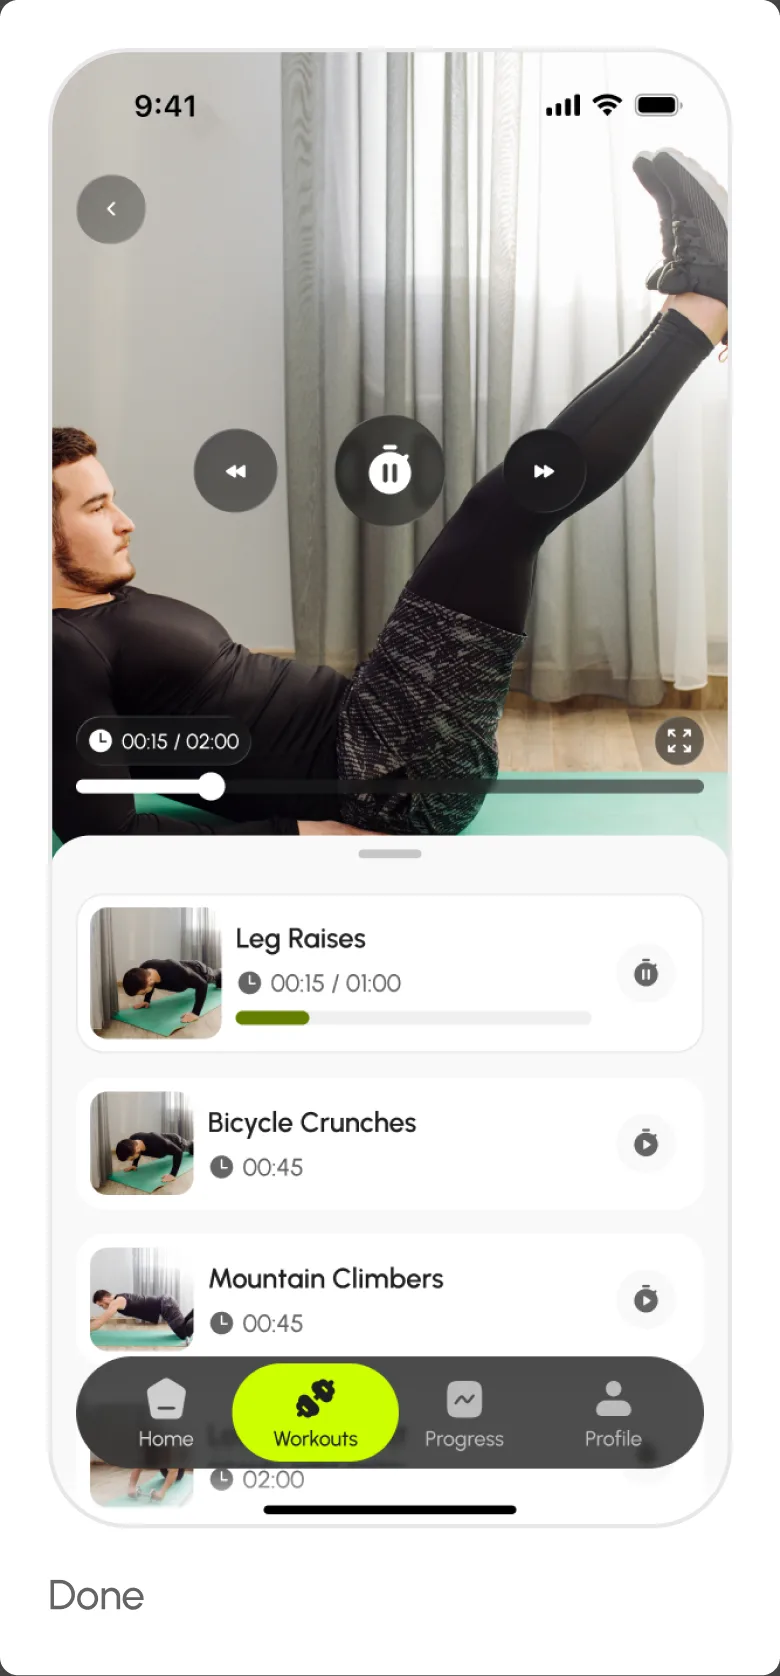 9:41
00:15 / 02:00
Leg Raises
00:15 / 01:00
Bicycle Crunches
00:45
Mountain Climbers
00:45
Home
Workouts
Progress
Profile
02:00
Done